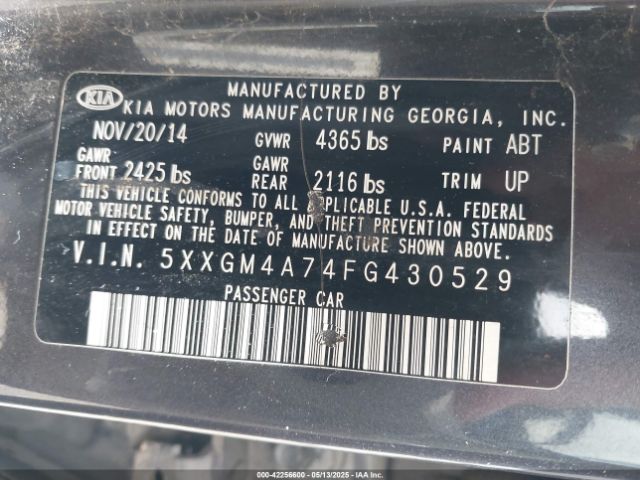 MANUFACTURED BY
KIA KIA MOTORS MANUFACTURING GEORGIA, INC.
NOV/20/14 GVWR 4365 lbs PAINT ABT
GAWR FRONT 2425 lbs GAWR REAR 2116 lbs TRIM UP
THIS VEHICLE CONFORMS TO ALL APPLICABLE U.S.A. FEDERAL
MOTOR VEHICLE SAFETY, BUMPER, AND THEFT PREVENTION STANDARDS
IN EFFECT ON THE DATE OF MANUFACTURE SHOWN ABOVE.
V.I.N. 5XXGM4A74FG430529
PASSENGER CAR
000-42256600 - 05/13/2025 - IAAI.CA